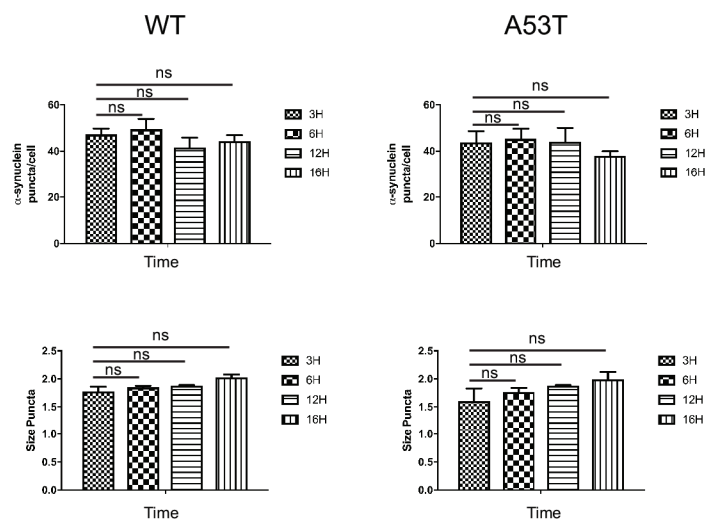 WT
A53T
ns
ns
ns
60
40
20
0
α-synuclein
puncta/cell
Time
3H
6H
12H
16H
ns
ns
ns
60
40
20
0
α-synuclein
puncta/cell
Time
3H
6H
12H
16H
ns
ns
ns
2.5
2.0
1.5
1.0
0.5
0.0
Size Puncta
Time
3H
6H
12H
16H
ns
ns
ns
2.5
2.0
1.5
1.0
0.5
0.0
Size Puncta
Time
3H
6H
12H
16H